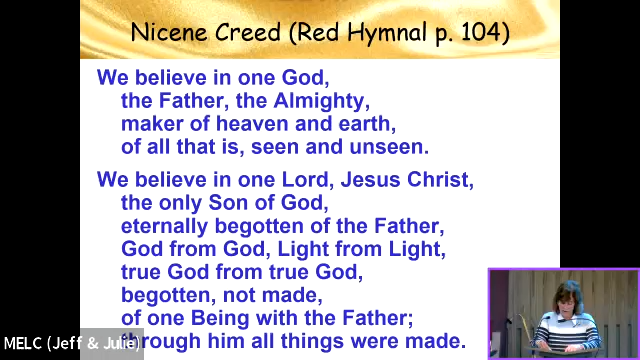 Nicene Creed (Red Hymnal p. 104)
We believe in one God,
the Father, the Almighty,
maker of heaven and earth,
of all that is, seen and unseen.
We believe in one Lord, Jesus Christ,
the only Son of God,
eternally begotten of the Father,
God from God, Light from Light,
true God from true God,
begotten, not made,
of one Being with the Father;
through him all things were made.
MELC (Jeff & Julie)